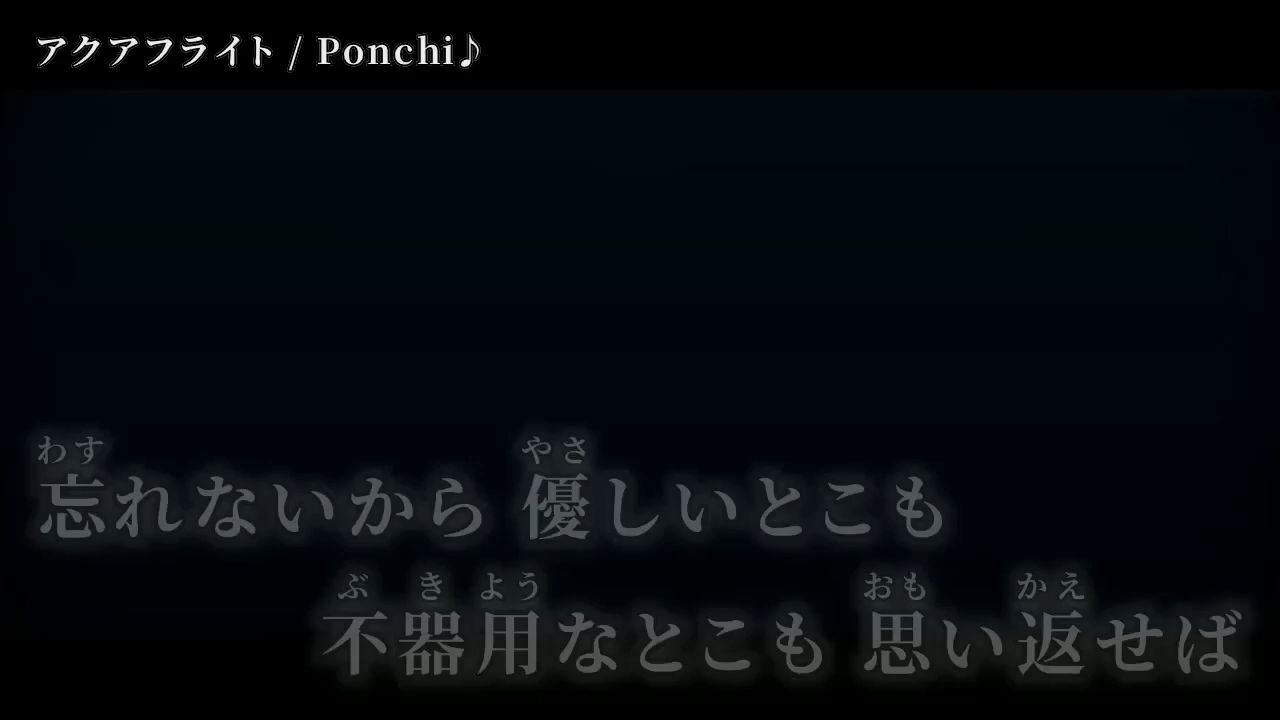 アクアフライト / Ponchi♪
わす やさ
忘れないから 優しいとこも
ぶ き よう おも かえ
不器用なとこも 思い返せば